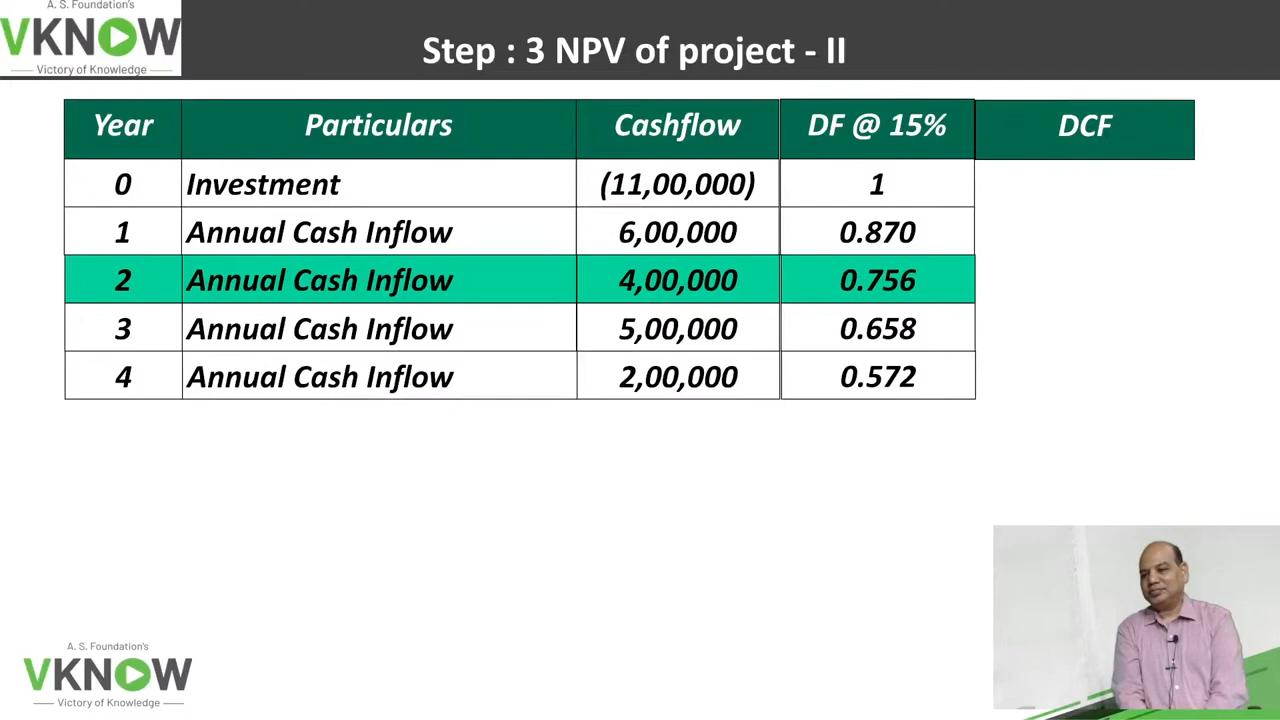 A. S. Foundation's
VKNOW
Victory of Knowledge
Step : 3 NPV of project - II
Year Particulars Cashflow DF @ 15% DCF
0 Investment (11,00,000) 1
1 Annual Cash Inflow 6,00,000 0.870
2 Annual Cash Inflow 4,00,000 0.756
3 Annual Cash Inflow 5,00,000 0.658
4 Annual Cash Inflow 2,00,000 0.572
A. S. Foundation's
VKNOW
Victory of Knowledge